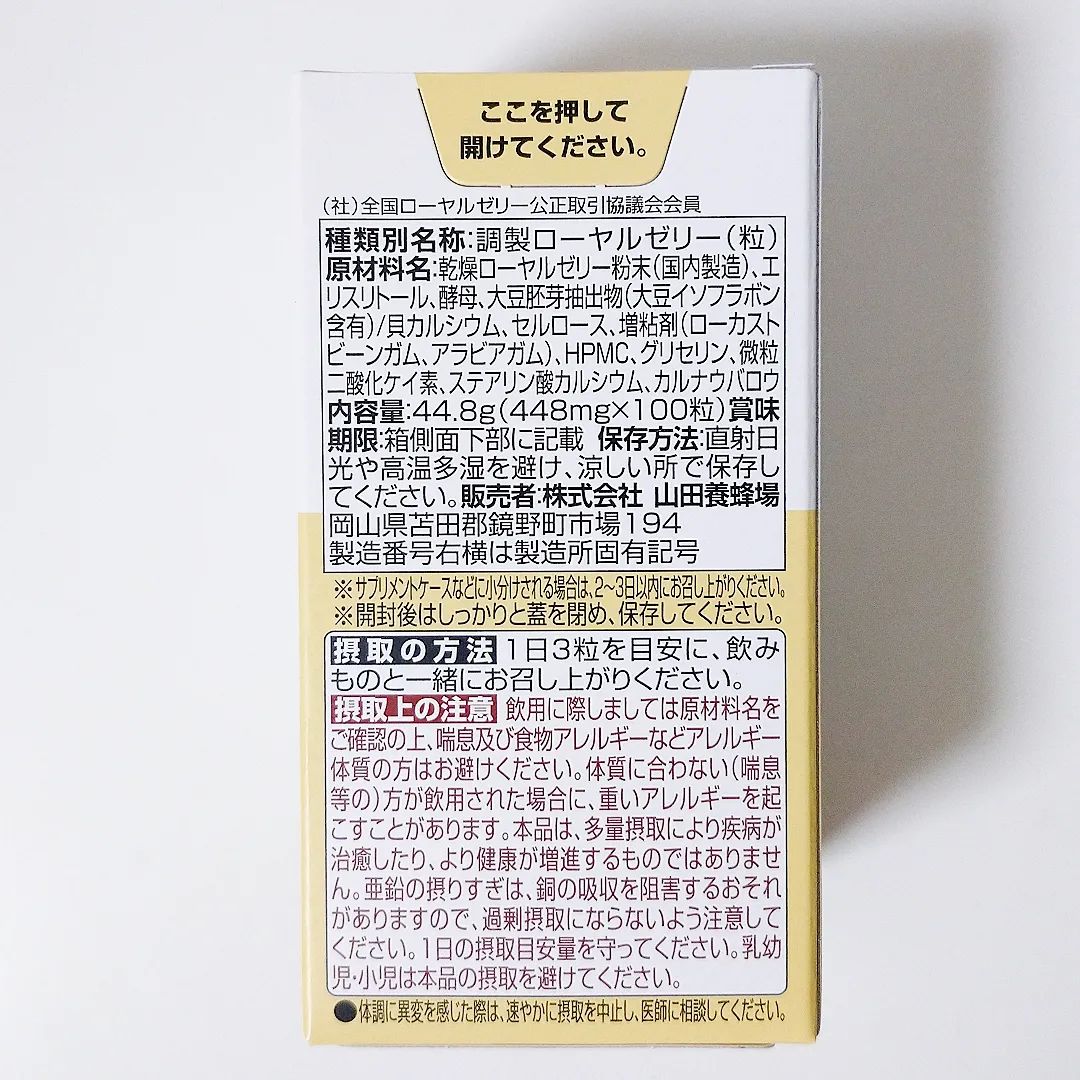 ここを押して
開けてください。
(社)全国ローヤルゼリー公正取引協議会会員
種類別名称:調製ローヤルゼリー(粒)
原材料名:乾燥ローヤルゼリー粉末(国内製造)、エ
リスリトール、酵母、大豆胚芽抽出物(大豆イソフラボン
含有)/貝カルシウム、セルロース、増粘剤(ローカスト
ビーンガム、アラビアガム)、HPMC、グリセリン、微粒
二酸化ケイ素、ステアリン酸カルシウム、カルナウバロウ
内容量:44.8g(448mg×100粒)賞味
期限:箱側面下部に記載 保存方法:直射日
光や高温多湿を避け、涼しい所で保存し
てください。販売者:株式会社 山田養蜂場
岡山県苫田郡鏡野町市場194
製造番号右横は製造所固有記号
※サプリメントケースなどに小分けされる場合は、2〜3日以内にお召し上がりください。
※開封後はしっかりと蓋を閉め、保存してください。
摂取の方法 1日3粒を目安に、飲み
ものと一緒にお召し上がりください。
摂取上の注意 飲用に際しましては原材料名を
ご確認の上、喘息及び食物アレルギーなどアレルギー
体質の方はお避けください。体質に合わない(喘息
等の)方が飲用された場合に、重いアレルギーを起
こすことがあります。本品は、多量摂取により疾病が
治癒したり、より健康が増進するものではありませ
ん。亜鉛の摂りすぎは、銅の吸収を阻害するおそれ
がありますので、過剰摂取にならないよう注意して
ください。1日の摂取目安量を守ってください。乳幼
児・小児は本品の摂取を避けてください。
●体調に異変を感じた際は、速やかに摂取を中止し、医師に相談してください。